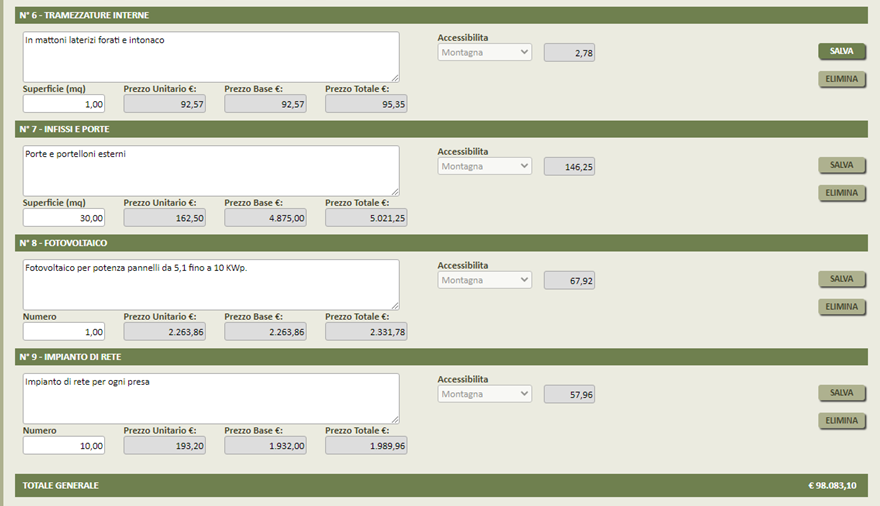 N° 6 - TRAMEZZATURE INTERNE
In mattoni laterizi forati e intonaco
Accessibilita
Montagna 2,78
SALVA
ELIMINA
Superficie (mq) Prezzo Unitario €: Prezzo Base €: Prezzo Totale €:
1,00 92,57 92,57 95,35
N° 7 - INFISSI E PORTE
Porte e portelloni esterni
Accessibilita
Montagna 146,25
SALVA
ELIMINA
Superficie (mq) Prezzo Unitario €: Prezzo Base €: Prezzo Totale €:
30,00 162,50 4.875,00 5.021,25
N° 8 - FOTOVOLTAICO
Fotovoltaico per potenza pannelli da 5,1 fino a 10 KWp.
Accessibilita
Montagna 67,92
SALVA
ELIMINA
Numero Prezzo Unitario €: Prezzo Base €: Prezzo Totale €:
1,00 2.263,86 2.263,86 2.331,78
N° 9 - IMPIANTO DI RETE
Impianto di rete per ogni presa
Accessibilita
Montagna 57,96
SALVA
ELIMINA
Numero Prezzo Unitario €: Prezzo Base €: Prezzo Totale €:
10,00 193,20 1.932,00 1.989,96
TOTALE GENERALE € 98.083,10